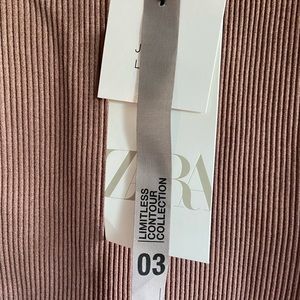 J
L
ZARA
LIMITLESS
CONTOUR
COLLECTION
03